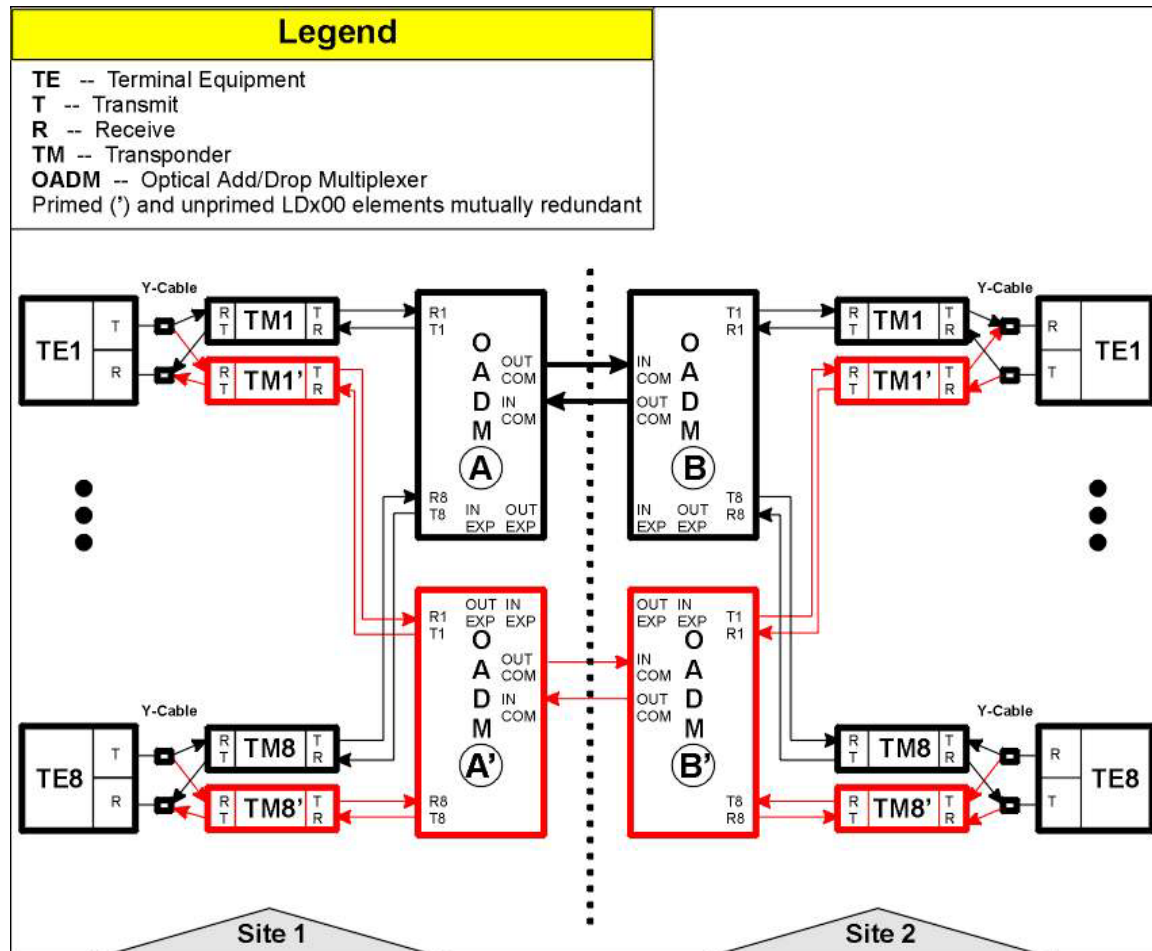 Legend
TE -- Terminal Equipment
T -- Transmit
R -- Receive
TM -- Transponder
OADM -- Optical Add/Drop Multiplexer
Primed (') and unprimed LDx00 elements mutually redundant
Y-Cable
TE1
T
R
R TM1 T
T R
R TM1' T
T R
R1
T1
OADM
OUT
COM
IN
COM
A
R8
T8
IN OUT
EXP EXP
T1
R1
OADM
IN
COM
OUT
COM
B
T8
R8
IN OUT
EXP EXP
R TM1 T
T R
R TM1' T
T R
Y-Cable
R
T
TE1
Y-Cable
TE8
T
R
R TM8 T
T R
R TM8' T
T R
OUT IN
EXP EXP
R1
T1
OADM
OUT
COM
IN
COM
A'
R8
T8
OUT IN
EXP EXP
T1
R1
OADM
IN
COM
OUT
COM
B'
T8
R8
R TM8 T
T R
R TM8' T
T R
Y-Cable
R
T
TE8
Site 1
Site 2